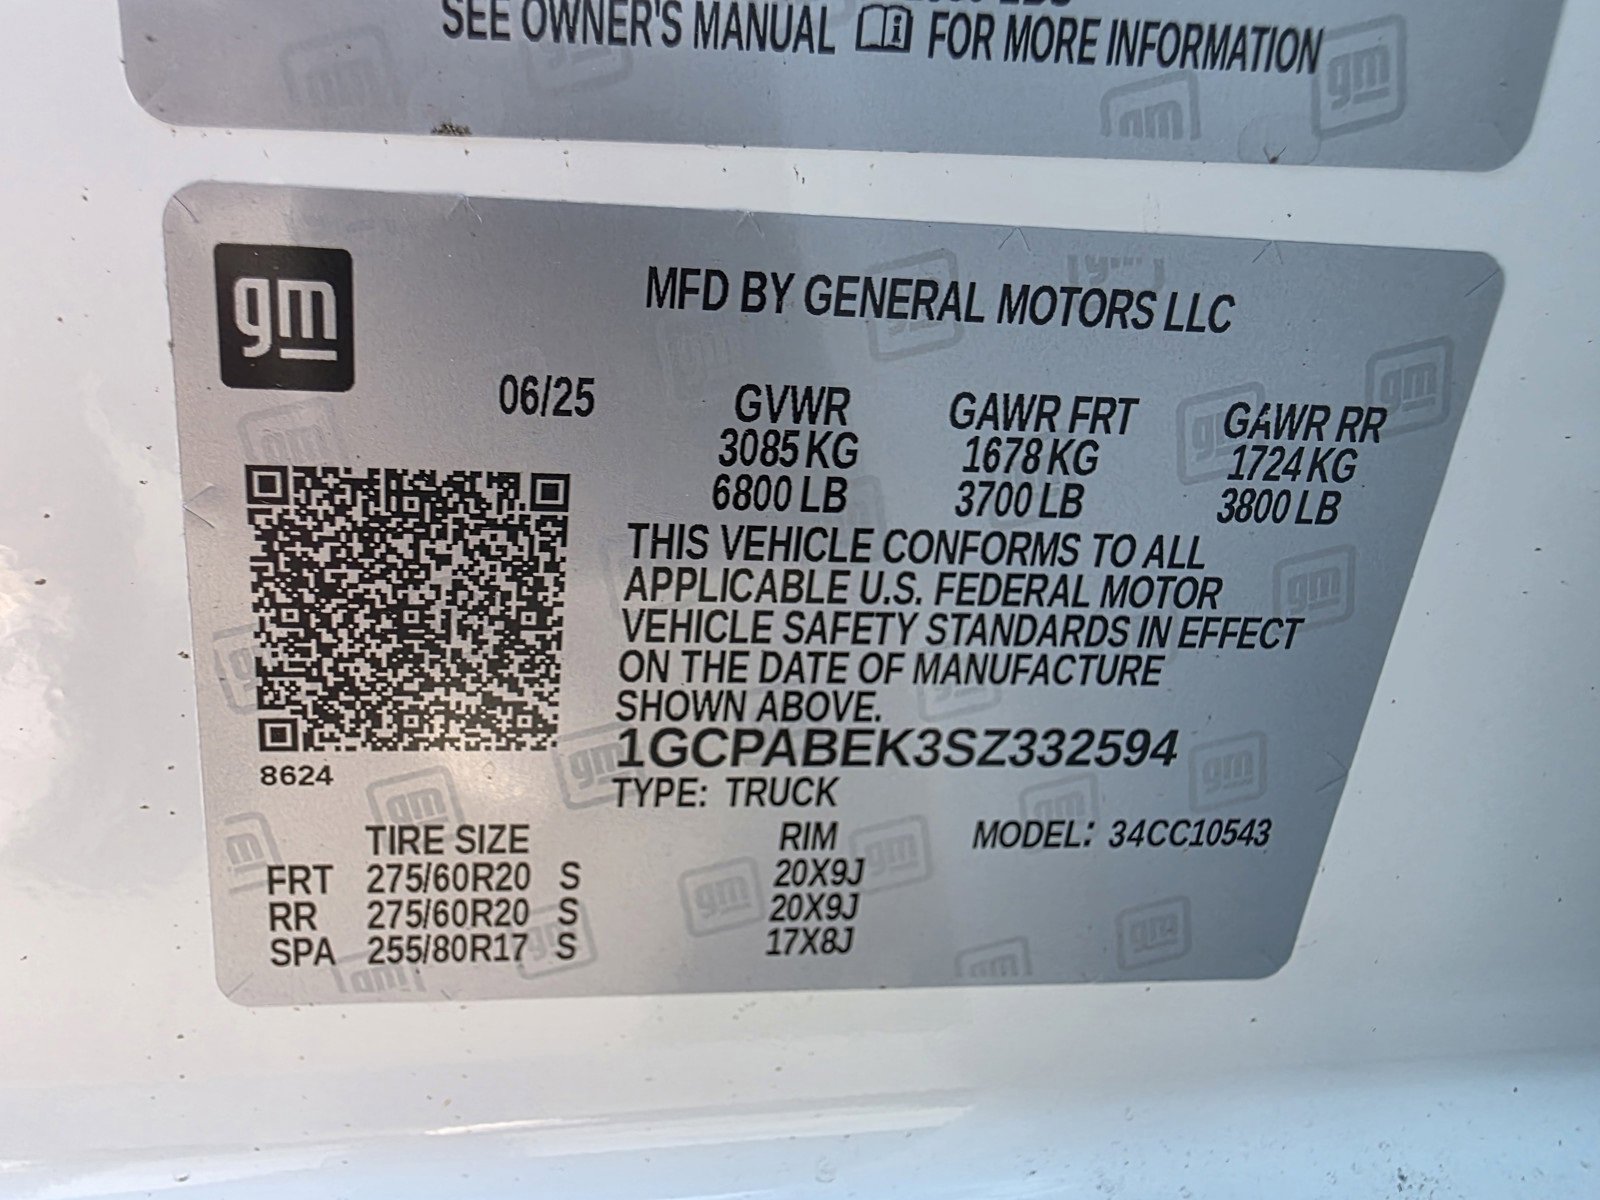 SEE OWNER'S MANUAL i FOR MORE INFORMATION
gm
MFD BY GENERAL MOTORS LLC
06/25 GVWR GAWR FRT GAWR RR
3085 KG 1678 KG 1724 KG
6800 LB 3700 LB 3800 LB
THIS VEHICLE CONFORMS TO ALL
APPLICABLE U.S. FEDERAL MOTOR
VEHICLE SAFETY STANDARDS IN EFFECT
ON THE DATE OF MANUFACTURE
SHOWN ABOVE.
1GCPABEK3SZ332594
8624
TYPE: TRUCK
TIRE SIZE RIM MODEL: 34CC10543
FRT 275/60R20 S 20X9J
RR 275/60R20 S 20X9J
SPA 255/80R17 S 17X8J